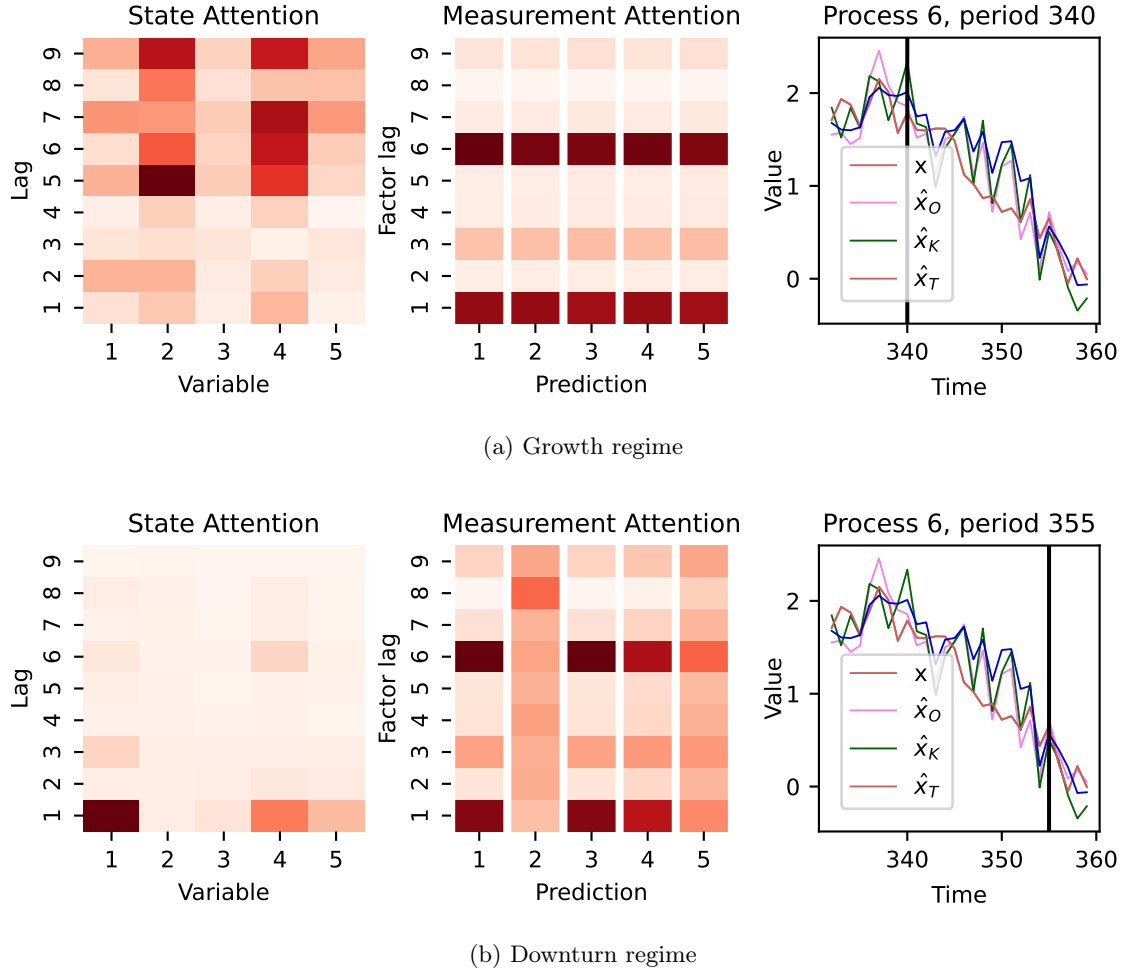 State Attention
Measurement Attention
Process 6, period 340
Lag
9
8
7
6
5
4
3
2
1
1 2 3 4 5
Variable
Factor lag
9
8
7
6
5
4
3
2
1
1 2 3 4 5
Prediction
Value
2
1
0
x
x̂_O
x̂_K
x̂_T
340 350 360
Time
(a) Growth regime
State Attention
Measurement Attention
Process 6, period 355
Lag
9
8
7
6
5
4
3
2
1
1 2 3 4 5
Variable
Factor lag
9
8
7
6
5
4
3
2
1
1 2 3 4 5
Prediction
Value
2
1
0
x
x̂_O
x̂_K
x̂_T
340 350 360
Time
(b) Downturn regime